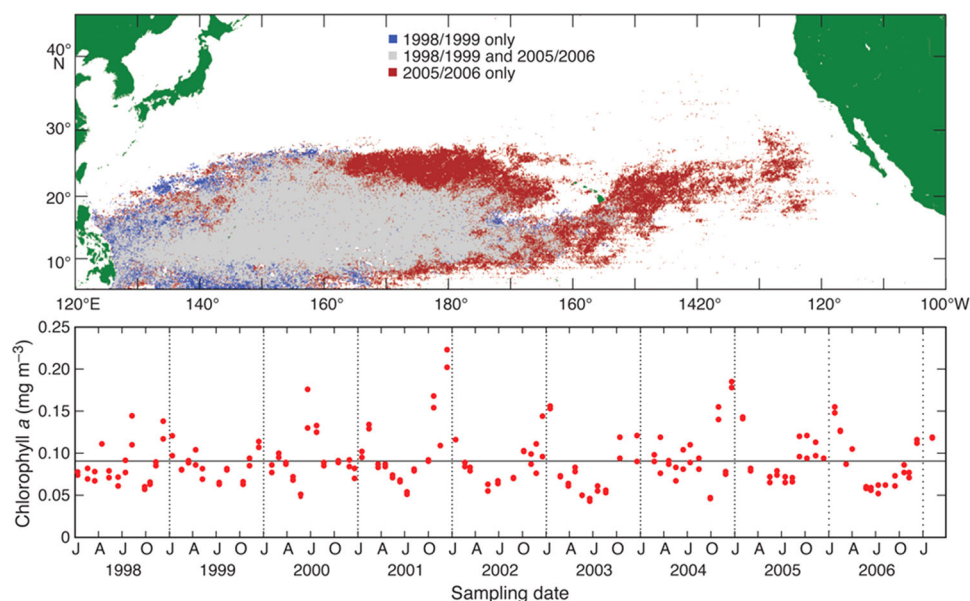 40°
N
1998/1999 only
1998/1999 and 2005/2006
2005/2006 only
30°
20°
10°
120°E 140° 160° 180° 160° 1420° 120° 100°W
0.25
0.20
0.15
0.10
0.05
0
Chlorophyll a (mg m−3)
J A J O J A J O J A J O J A J O J A J O J A J O J A J O J A J O J A J O J
1998 1999 2000 2001 2002 2003 2004 2005 2006
Sampling date